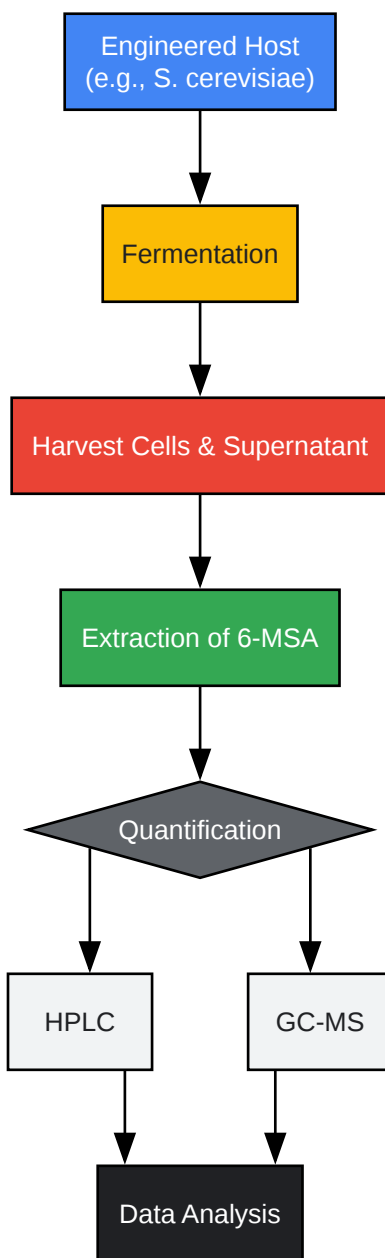 Engineered Host
(e.g., S. cerevisiae)
Fermentation
Harvest Cells & Supernatant
Extraction of 6-MSA
Quantification
HPLC
GC-MS
Data Analysis